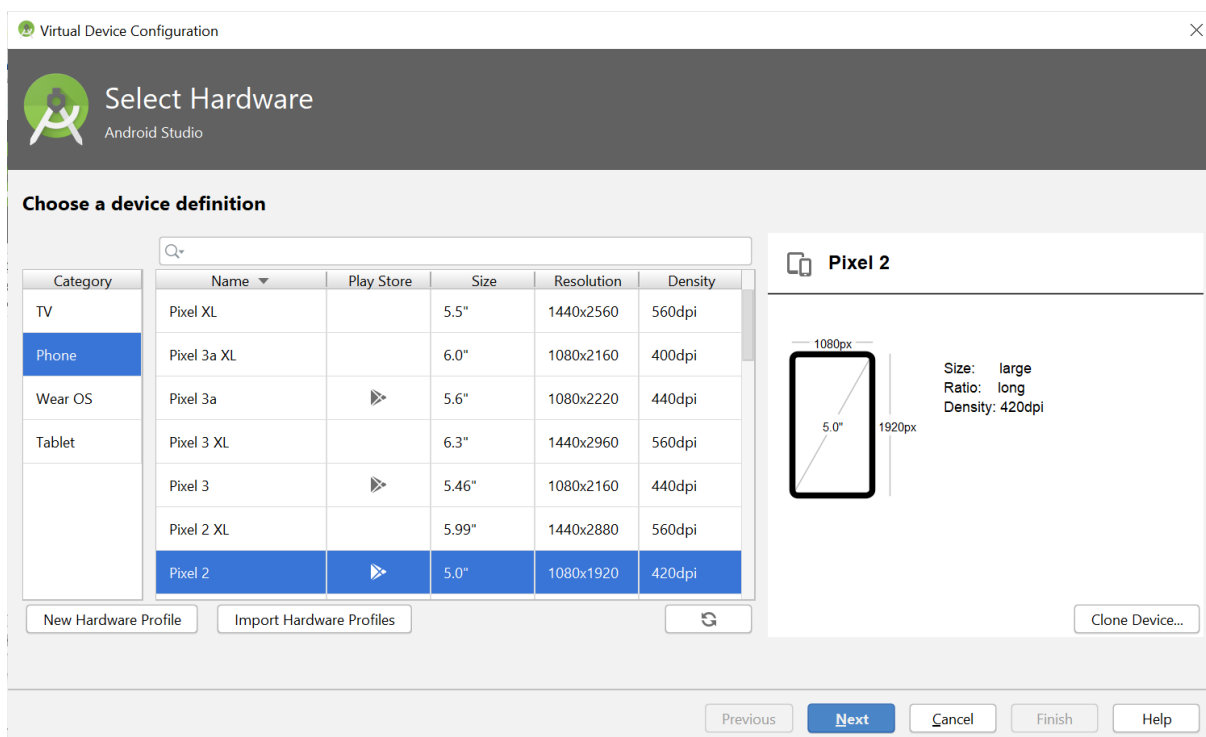 Virtual Device Configuration
Select Hardware
Android Studio
Choose a device definition
Category
TV
Phone
Wear OS
Tablet
Name Play Store Size Resolution Density
Pixel XL 5.5" 1440x2560 560dpi
Pixel 3a XL 6.0" 1080x2160 400dpi
Pixel 3a 5.6" 1080x2220 440dpi
Pixel 3 XL 6.3" 1440x2960 560dpi
Pixel 3 5.46" 1080x2160 440dpi
Pixel 2 XL 5.99" 1440x2880 560dpi
Pixel 2 5.0" 1080x1920 420dpi
New Hardware Profile Import Hardware Profiles
Pixel 2
1080px
5.0"
1920px
Size: large
Ratio: long
Density: 420dpi
Clone Device...
Previous Next Cancel Finish Help